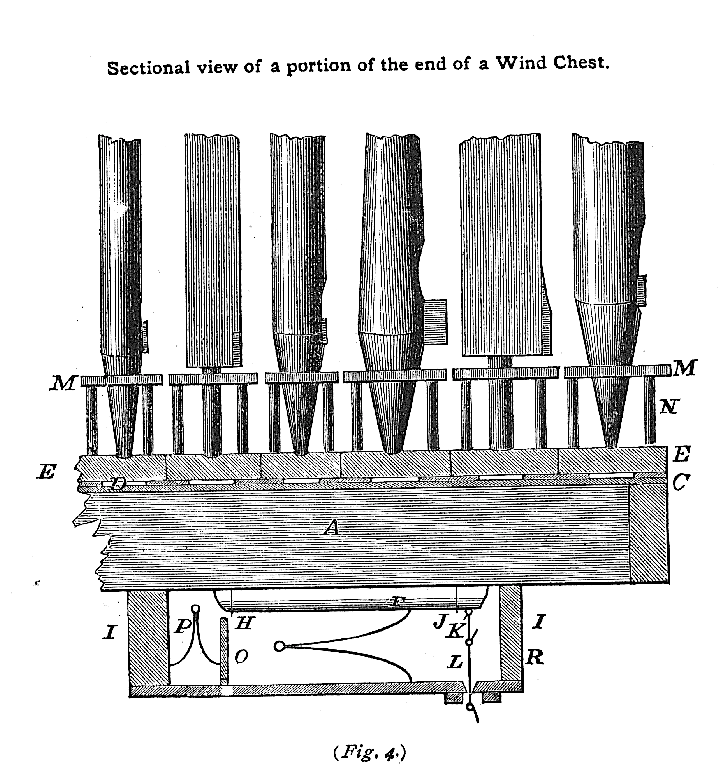 Sectional view of a portion of the end of a Wind Chest.
M M
N
E E
D C
A
F
I P H J K I
O L R
(Fig. 4.)